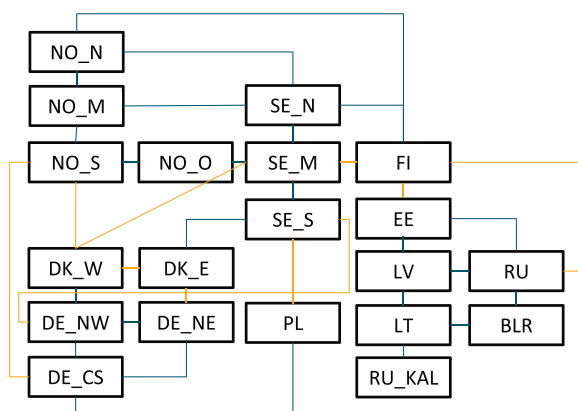 NO_N
NO_M
SE_N
NO_S
NO_O
SE_M
FI
SE_S
EE
DK_W
DK_E
LV
RU
DE_NW
DE_NE
PL
LT
BLR
DE_CS
RU_KAL